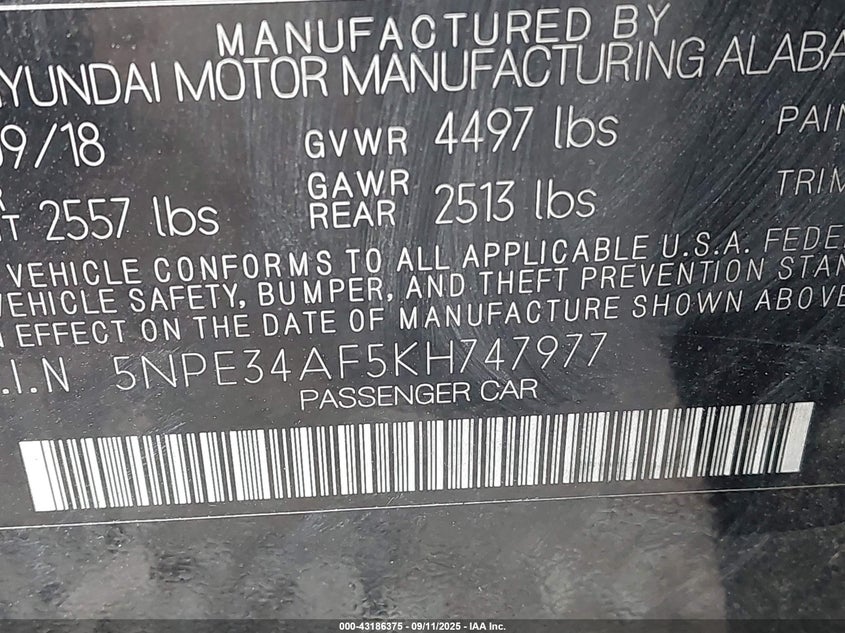 MANUFACTURED BY
HYUNDAI MOTOR MANUFACTURING ALABA
09/18 GVWR 4497 lbs PAIN
R GAWR TRIM
T 2557 lbs REAR 2513 lbs
VEHICLE CONFORMS TO ALL APPLICABLE U.S.A. FEDE
VEHICLE SAFETY, BUMPER, AND THEFT PREVENTION STAN
N EFFECT ON THE DATE OF MANUFACTURE SHOWN ABOVE
.I.N 5NPE34AF5KH747977
PASSENGER CAR
000-43186375 - 09/11/2025 - IAA Inc.